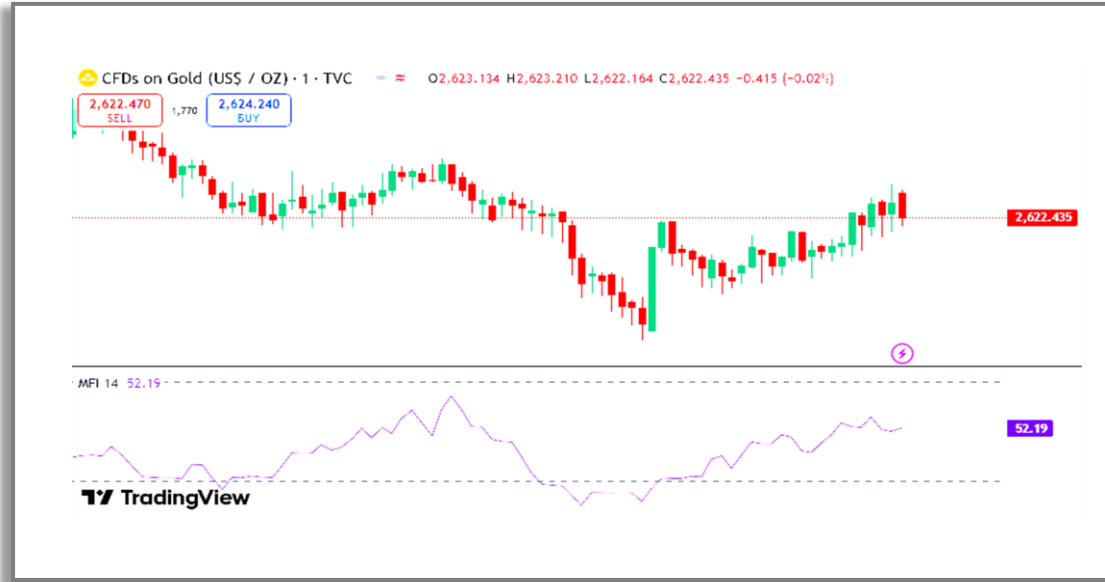 CFDs on Gold (US$ / OZ) · 1 · TVC O2,623.134 H2,623.210 L2,622.164 C2,622.435 −0.415 (−0.02%)
2,622.470 1,770 2,624.240
SELL BUY
2,622.435
MFI 14 52.19
52.19
TradingView